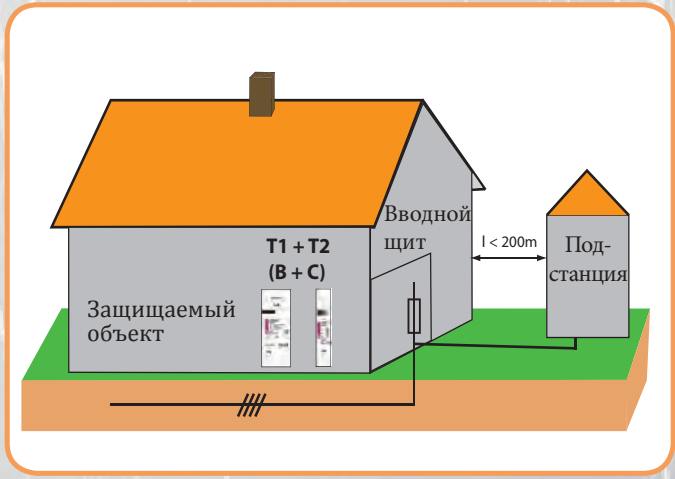 Вводной
щит
T1 + T2
(B + C)
l < 200m
Под-
станция
Защищаемый
объект